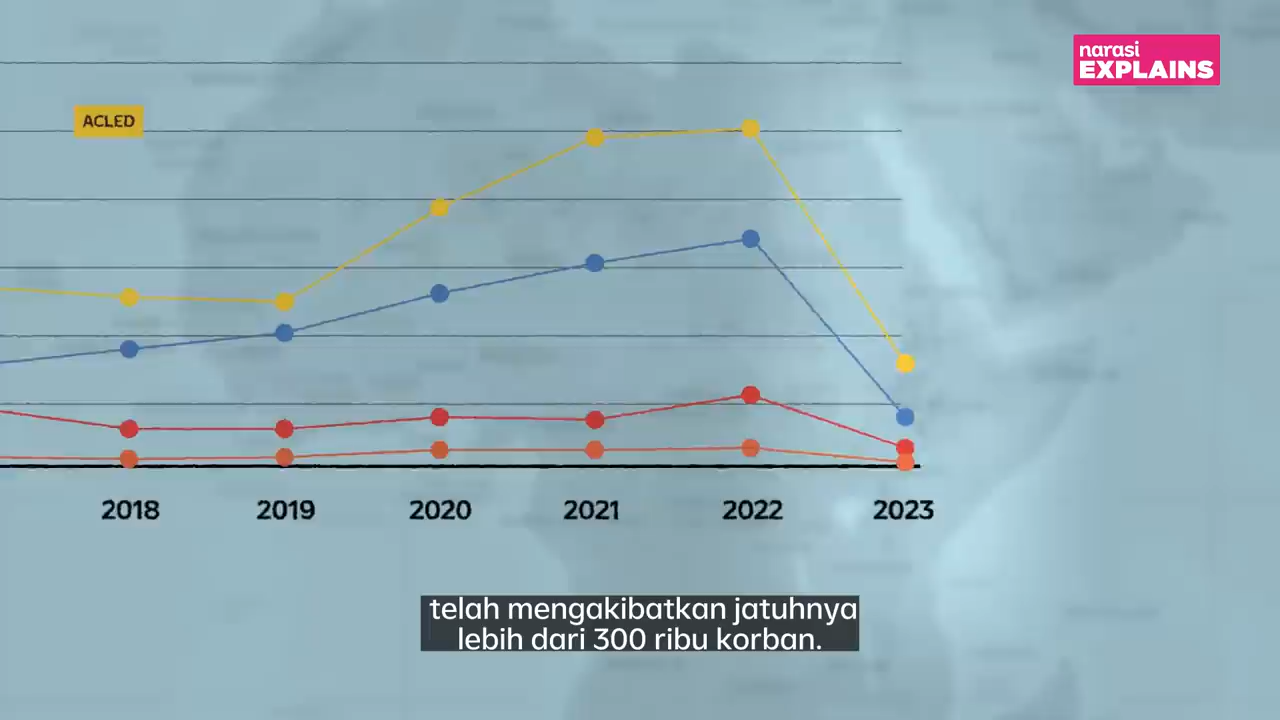 narasi
EXPLAINS
ACLED
2018 2019 2020 2021 2022 2023
telah mengakibatkan jatuhnya
lebih dari 300 ribu korban.